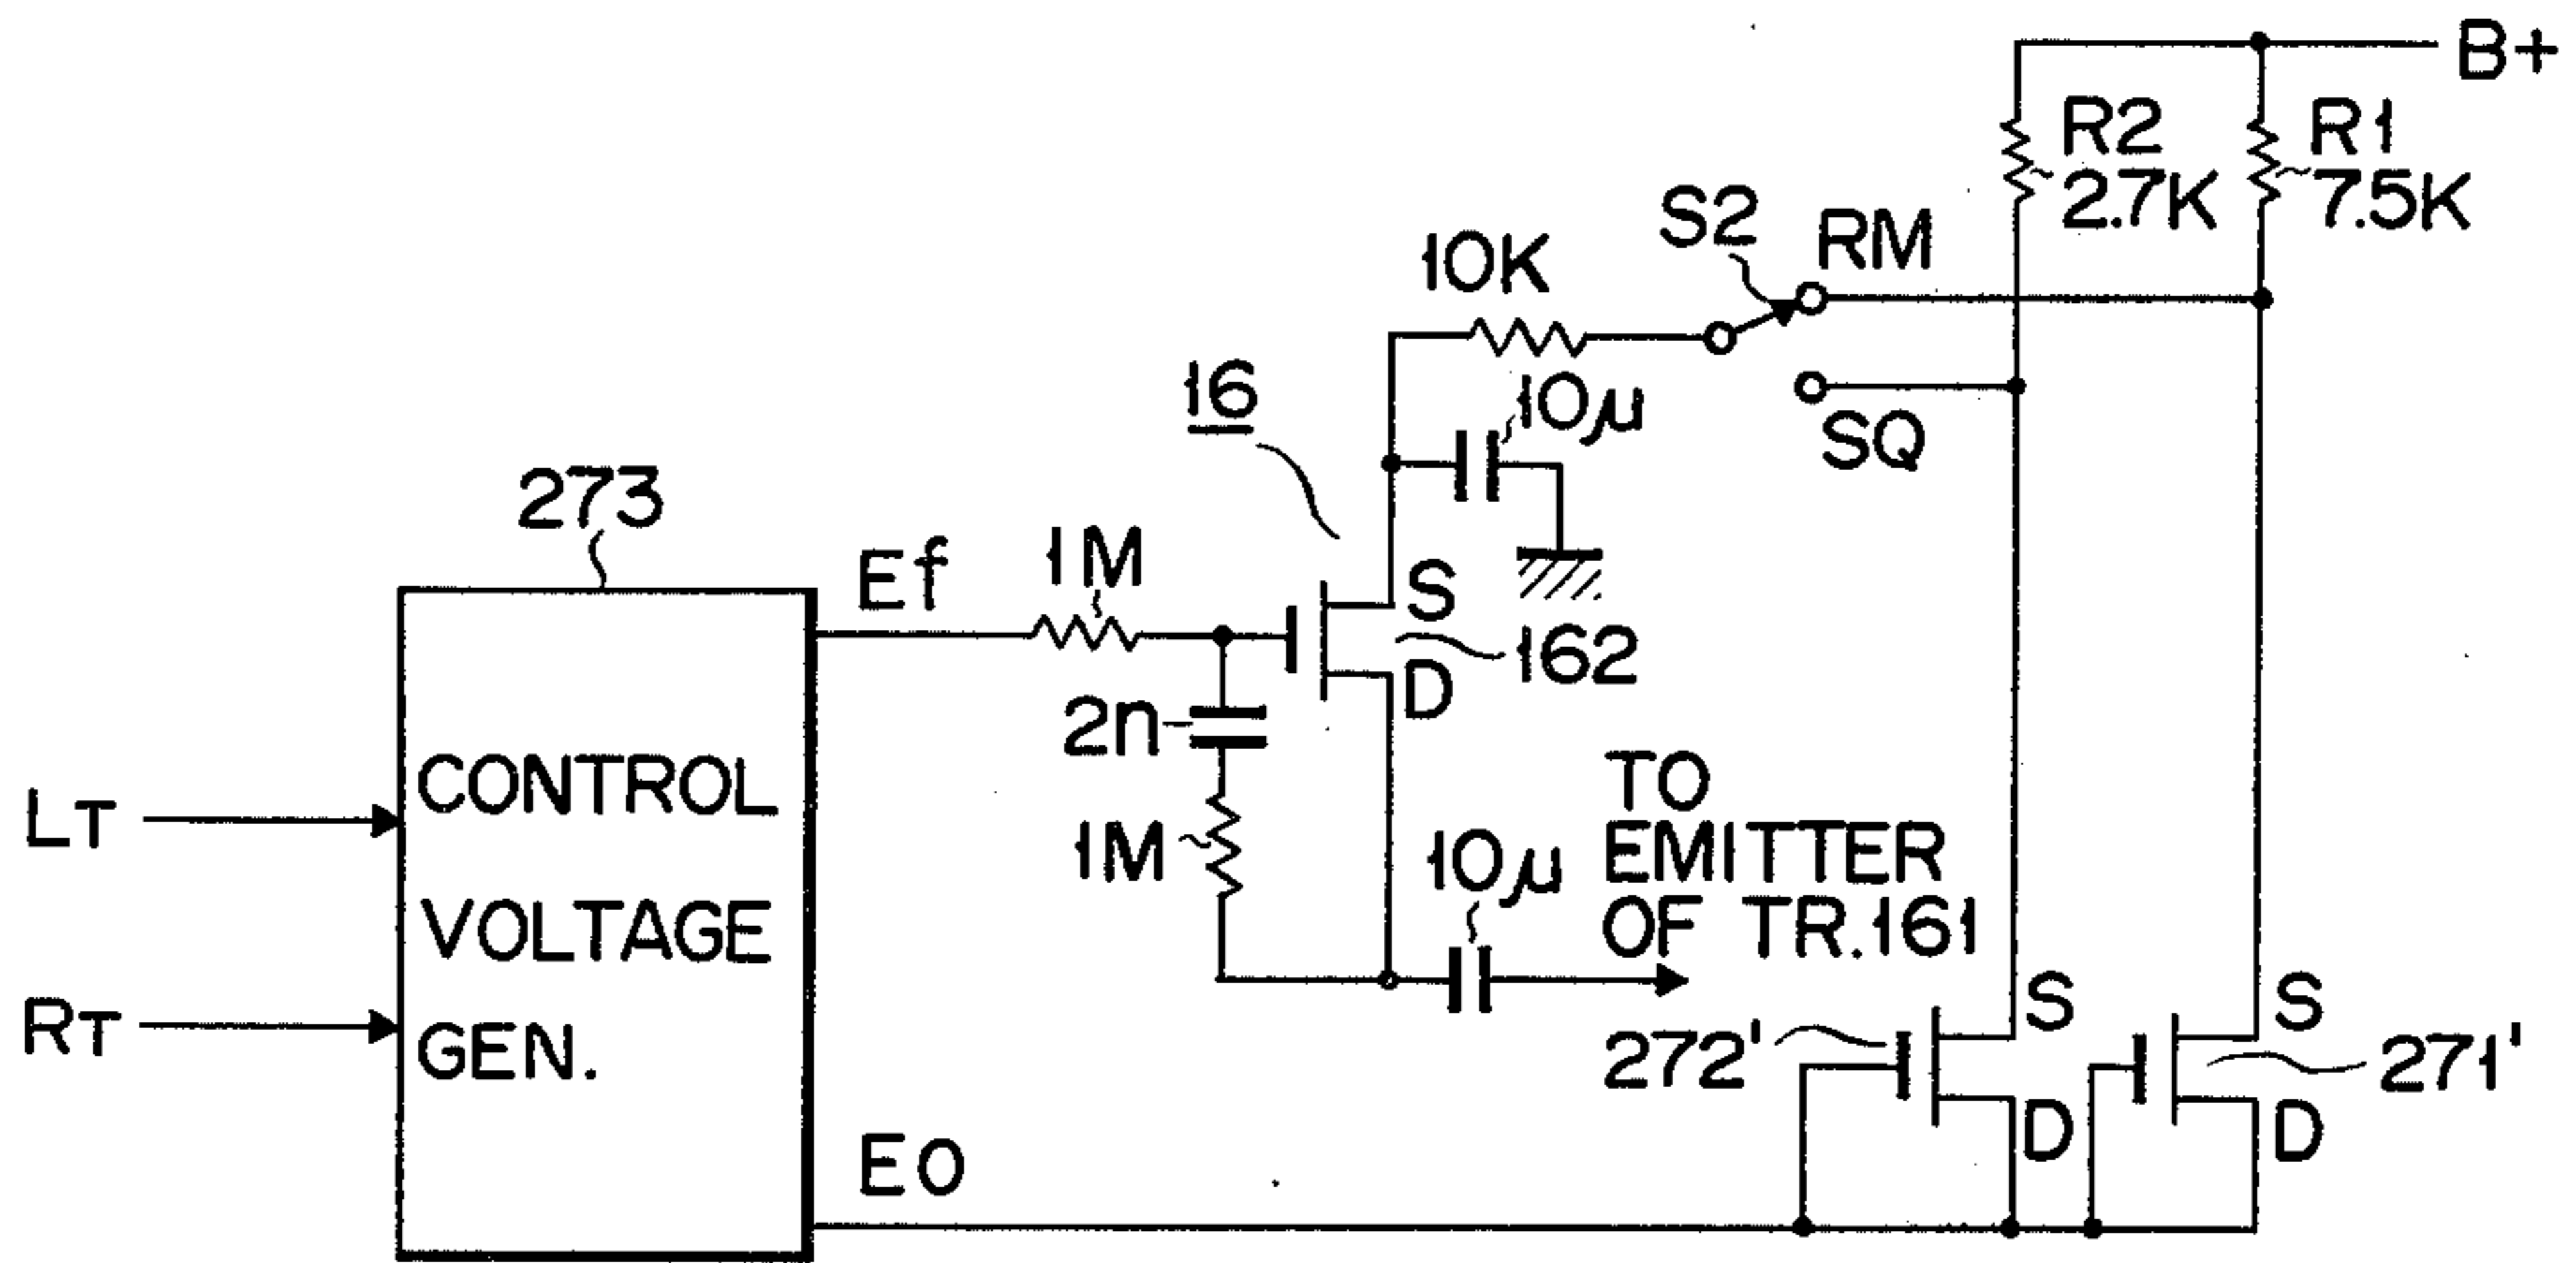 B+
R2
2.7K
R1
7.5K
S2
RM
10K
SQ
16
10μ
273
Ef
1M
S
162
D
2n
1M
10μ
TO
EMITTER
OF TR.161
LT
RT
CONTROL
VOLTAGE
GEN.
272'
S
D
S
271'
D
E0